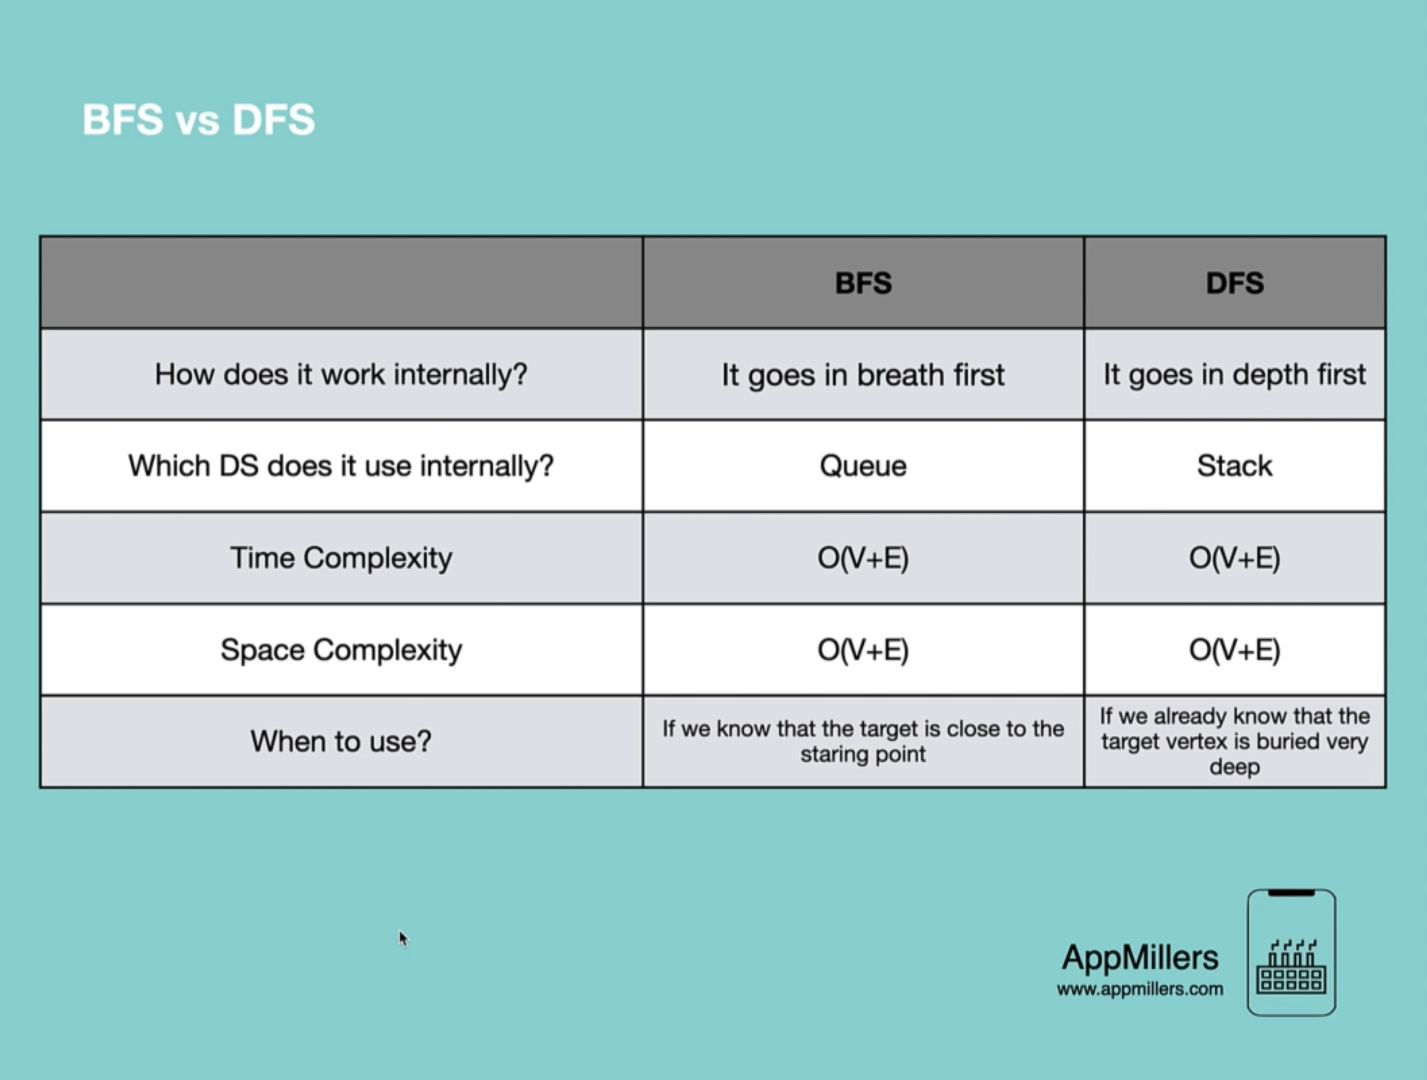 BFS vs DFS
BFS
DFS
How does it work internally?
It goes in breath first
It goes in depth first
Which DS does it use internally?
Queue
Stack
Time Complexity
O(V+E)
O(V+E)
Space Complexity
O(V+E)
O(V+E)
When to use?
If we know that the target is close to the
staring point
If we already know that the
target vertex is buried very
deep
AppMillers
www.appmillers.com